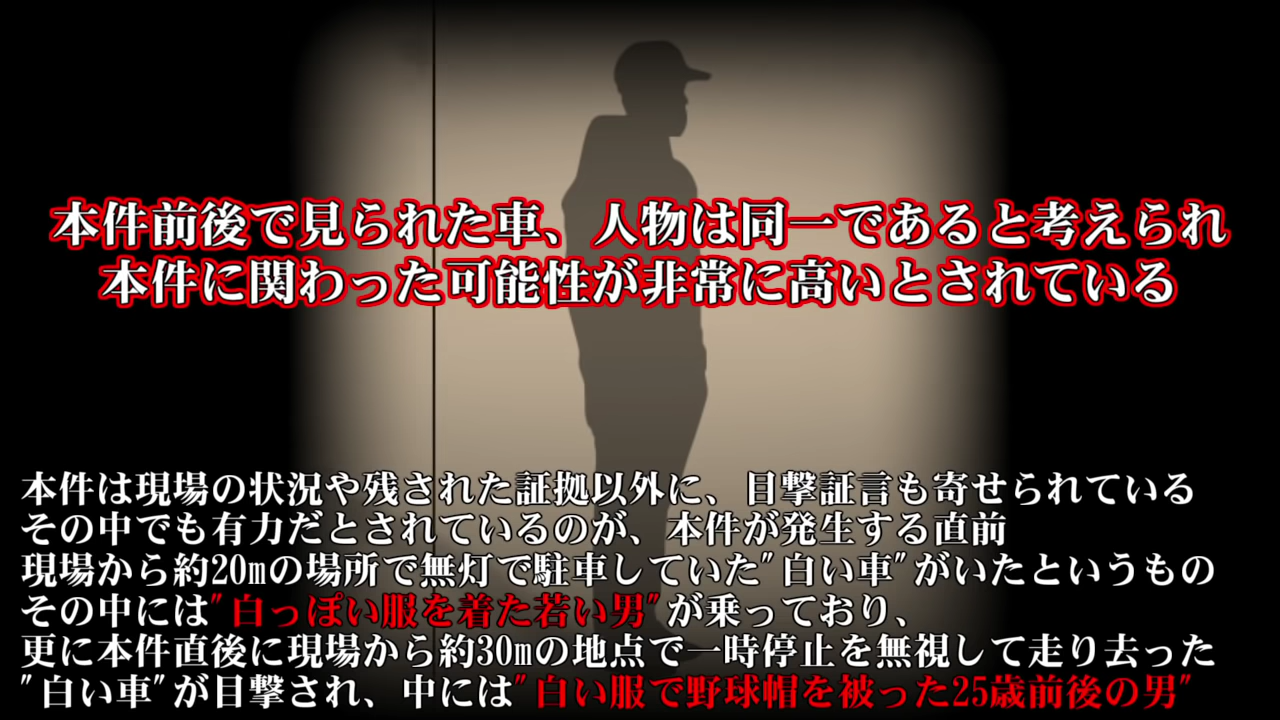 本件前後で見られた車、人物は同一であると考えられ
本件に関わった可能性が非常に高いとされている
本件は現場の状況や残された証拠以外に、目撃証言も寄せられている
その中でも有力だとされているのが、本件が発生する直前
現場から約20mの場所で無灯で駐車していた"白い車"がいたというもの
その中には"白っぽい服を着た若い男"が乗っており、
更に本件直後に現場から約30mの地点で一時停止を無視して走り去った
"白い車"が目撃され、中には"白い服で野球帽を被った25歳前後の男"